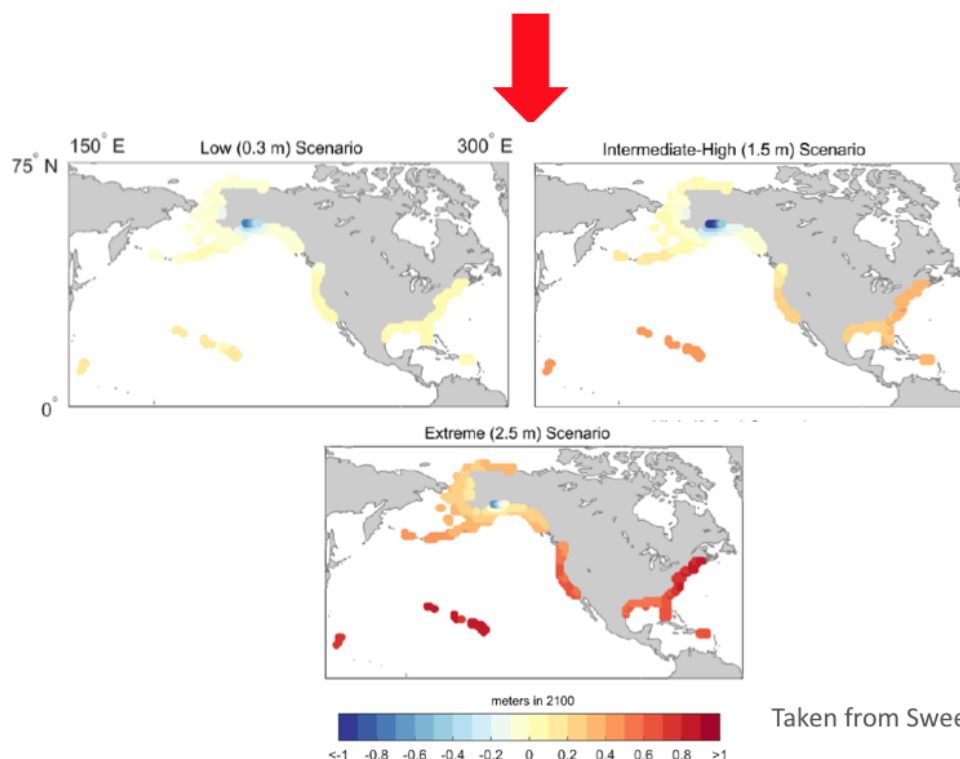 150° E Low (0.3 m) Scenario 300° E
Intermediate-High (1.5 m) Scenario
75° N
0°
Extreme (2.5 m) Scenario
meters in 2100
<-1 -0.8 -0.6 -0.4 -0.2 0 0.2 0.4 0.6 0.8 >1
Taken from Swee